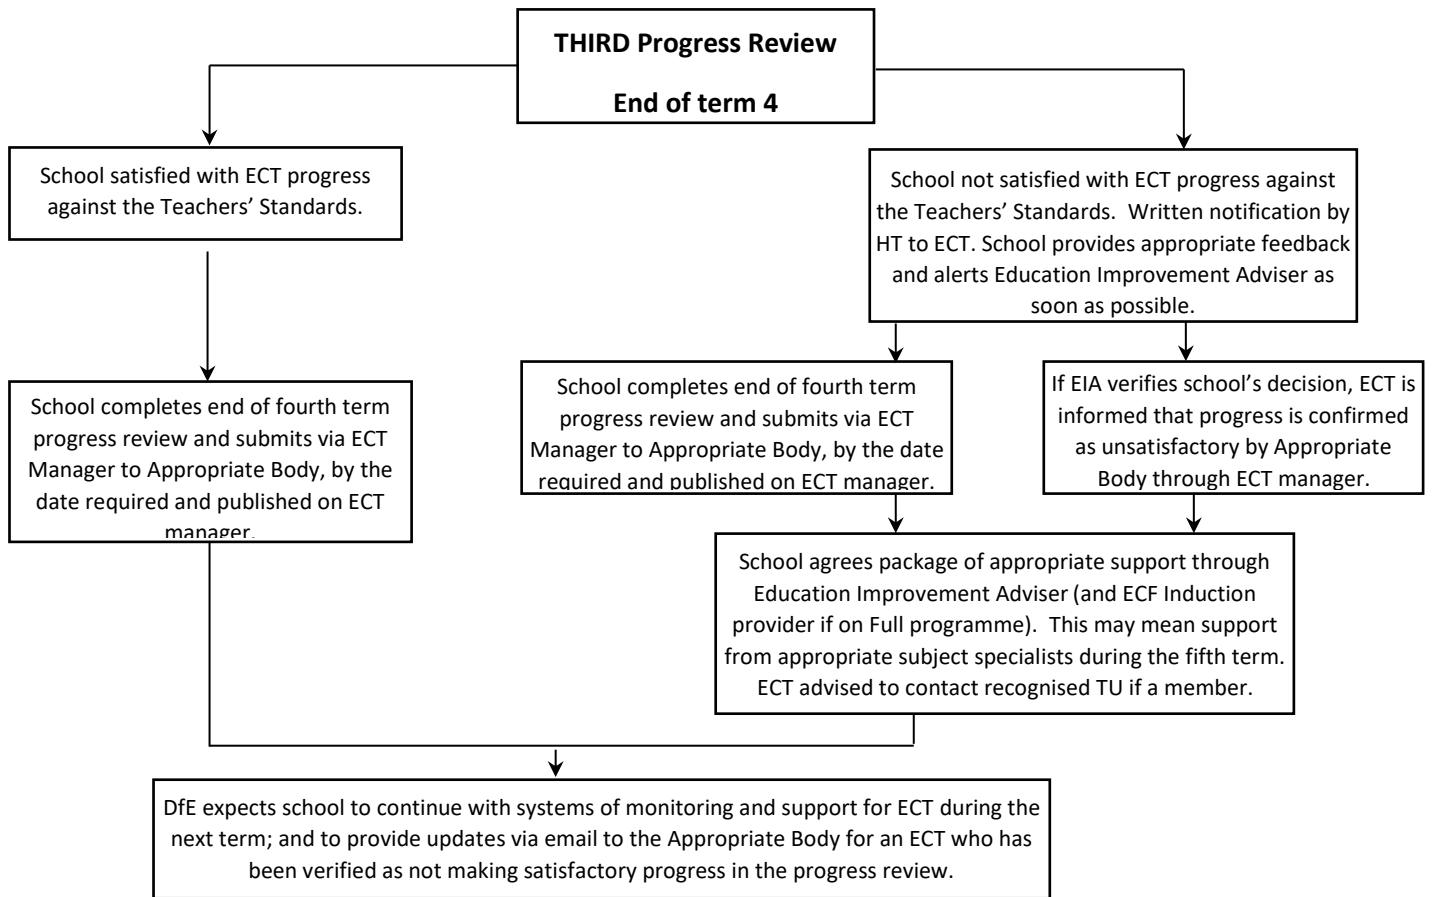 THIRD Progress Review
End of term 4
School satisfied with ECT progress
against the Teachers’ Standards.
School not satisfied with ECT progress against
the Teachers’ Standards.  Written notification by
HT to ECT. School provides appropriate feedback
and alerts Education Improvement Adviser as
soon as possible.
School completes end of fourth term
progress review and submits via ECT
Manager to Appropriate Body, by the
date required and published on ECT
manager.
School completes end of fourth term
progress review and submits via ECT
Manager to Appropriate Body, by the date
required and published on ECT manager.
If EIA verifies school’s decision, ECT is
informed that progress is confirmed
as unsatisfactory by Appropriate
Body through ECT manager.
School agrees package of appropriate support through
Education Improvement Adviser (and ECF Induction
provider if on Full programme).  This may mean support
from appropriate subject specialists during the fifth term.
ECT advised to contact recognised TU if a member.
DfE expects school to continue with systems of monitoring and support for ECT during the
next term; and to provide updates via email to the Appropriate Body for an ECT who has
been verified as not making satisfactory progress in the progress review.